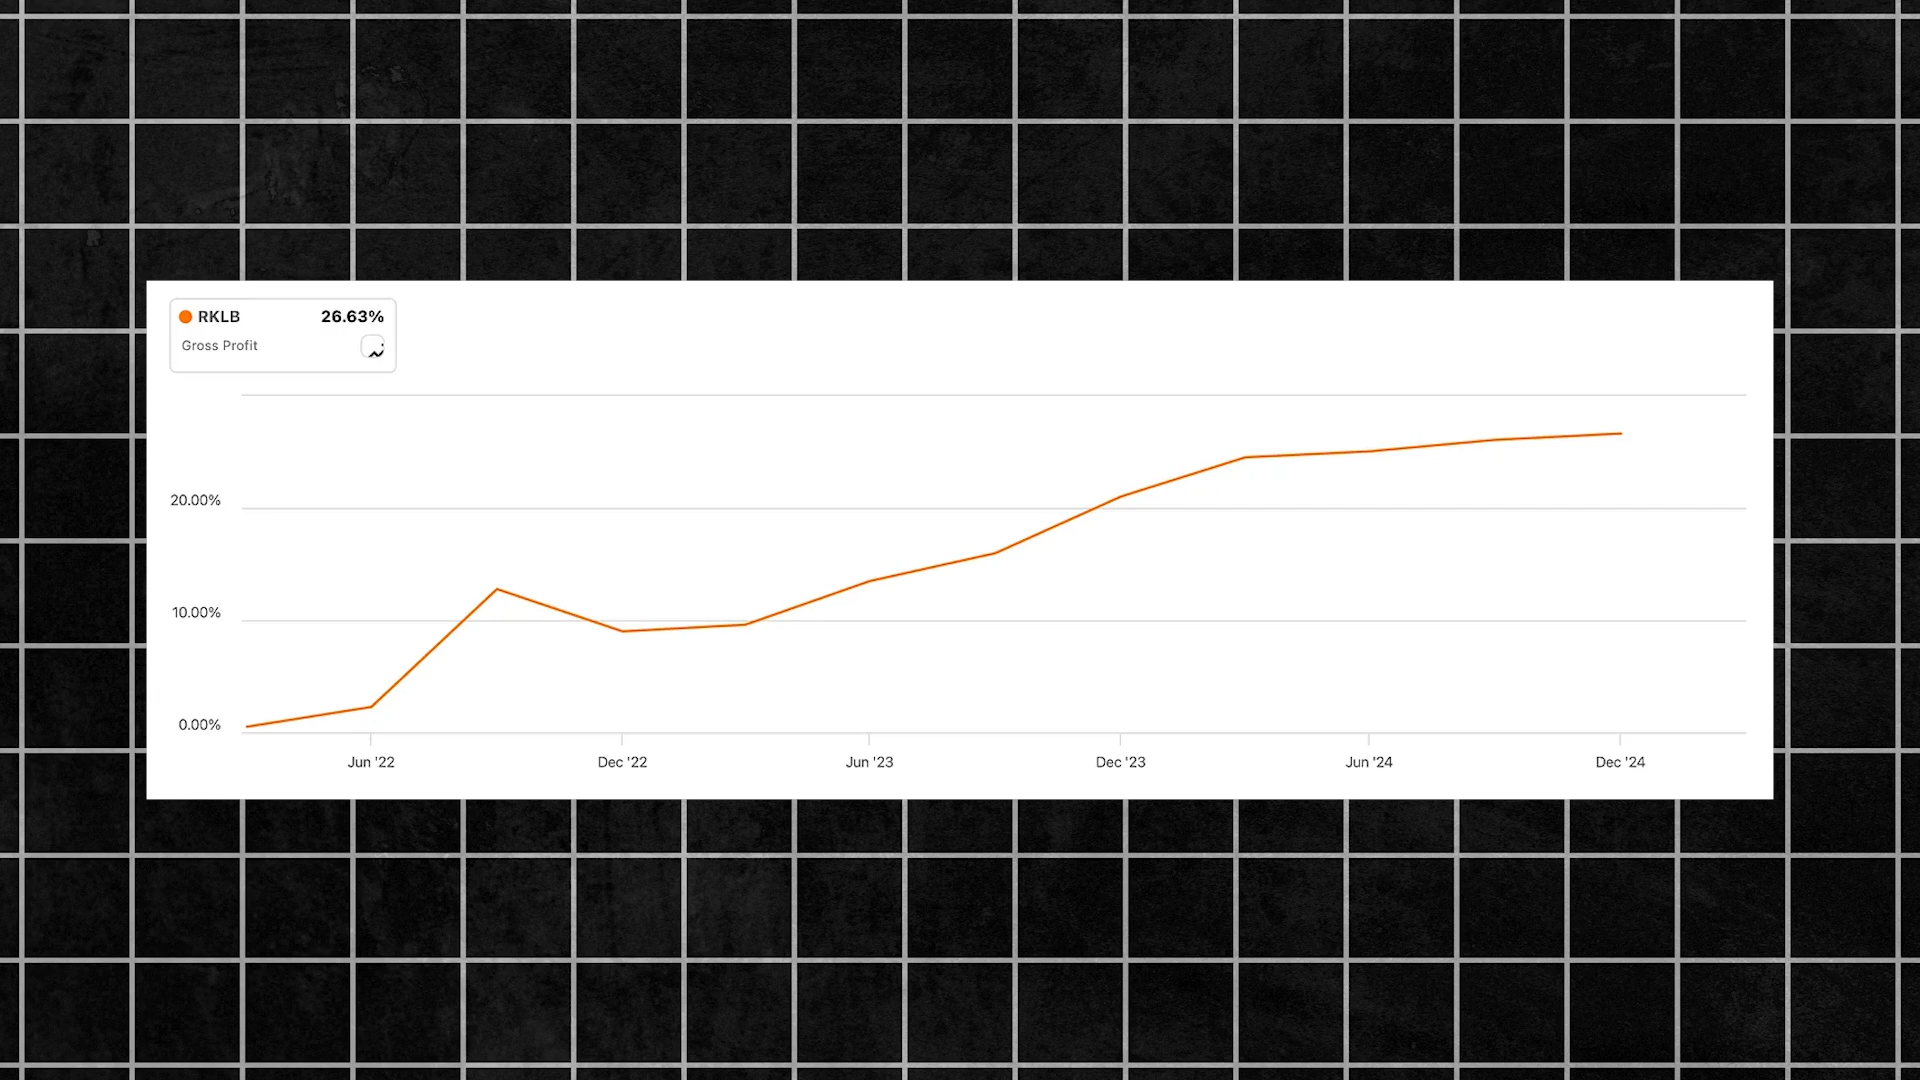 RKLB 26.63%
Gross Profit
20.00%
10.00%
0.00%
Jun '22 Dec '22 Jun '23 Dec '23 Jun '24 Dec '24